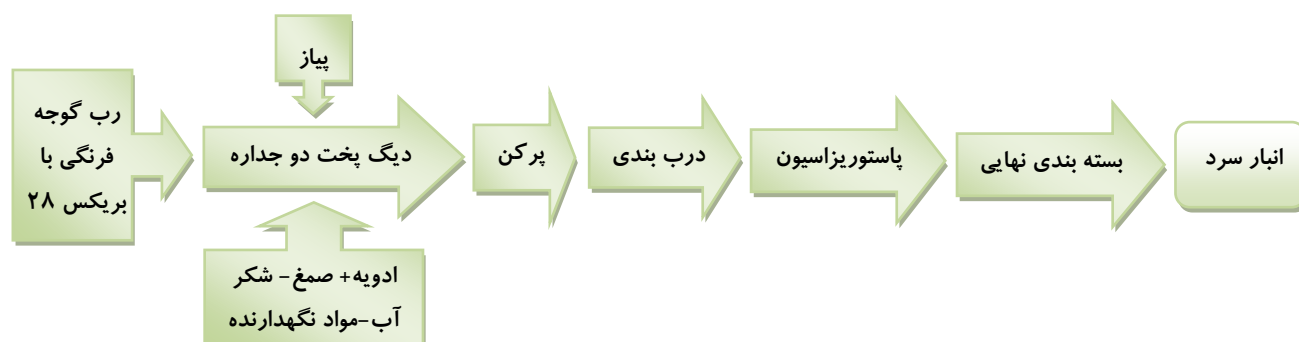 پیاز
رب گوجه
فرنگی با
بریکس ۲۸
دیگ پخت دو جداره
پرکن
درب بندی
پاستوریزاسیون
بسته بندی نهایی
انبار سرد
ادویه+ صمغ- شکر
آب-مواد نگهدارنده